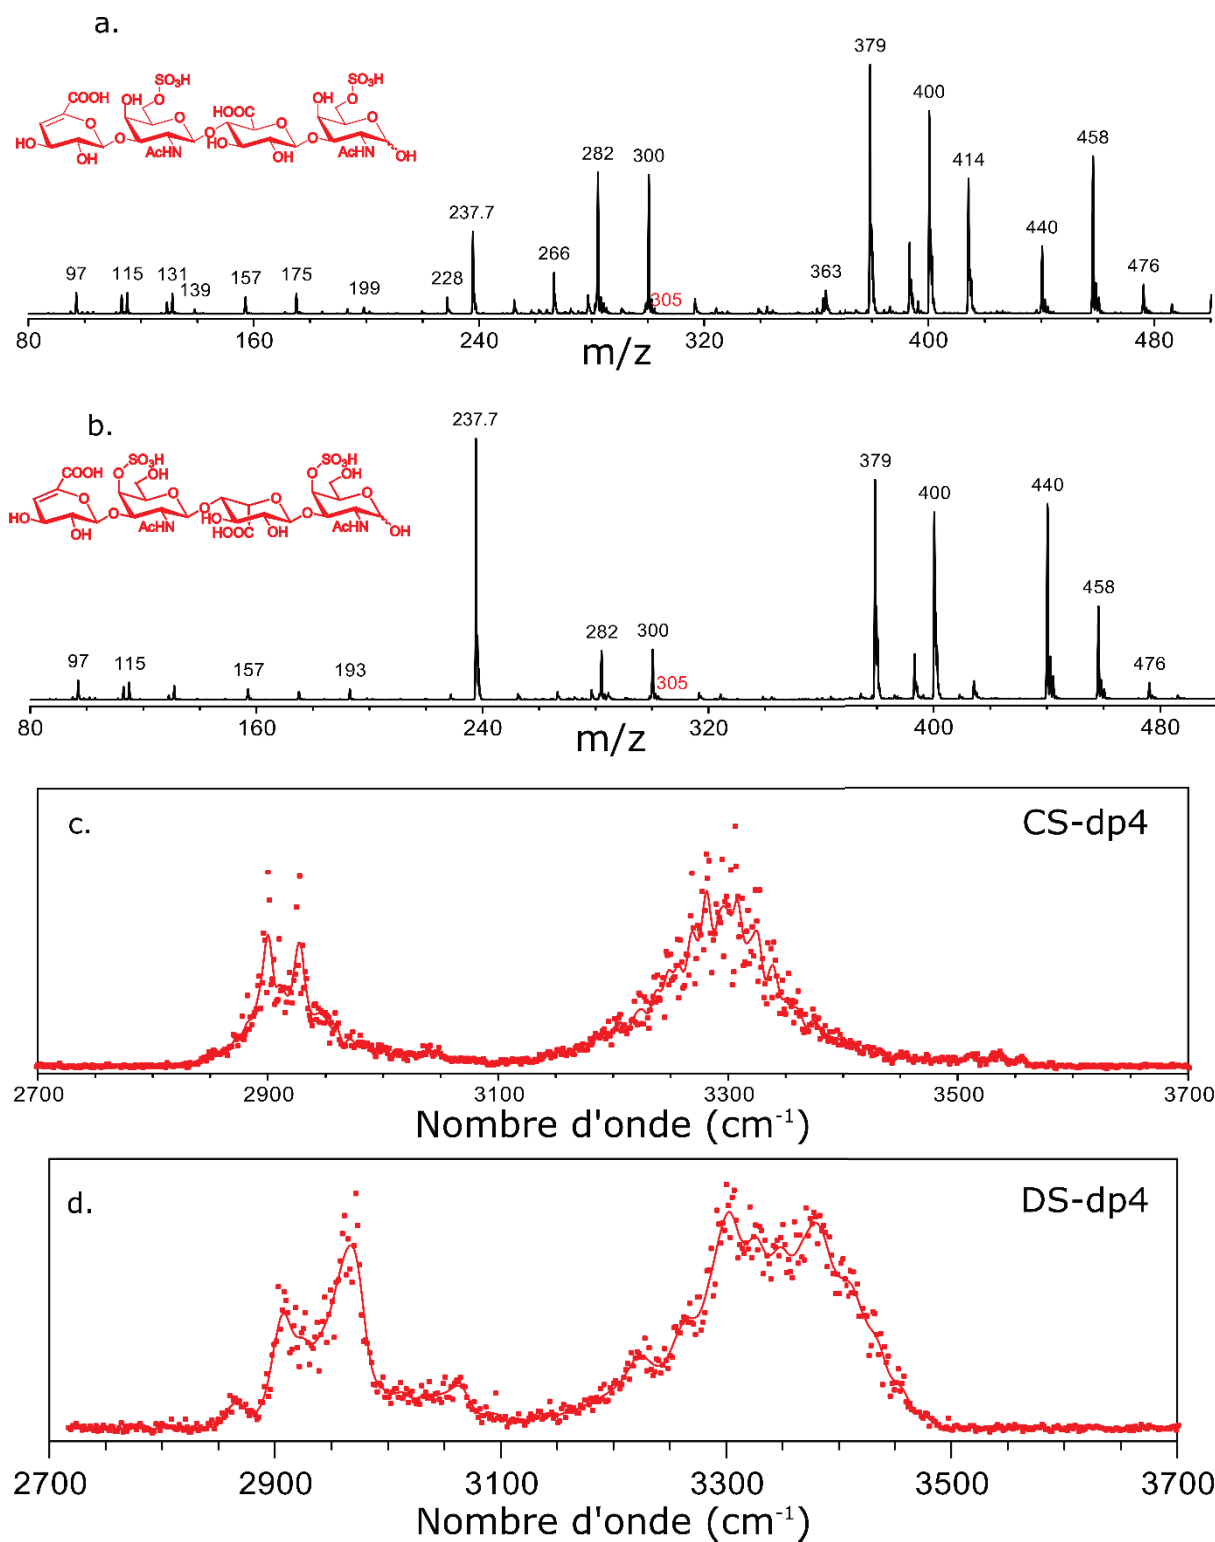 a.
SO₃H
SO₃H
COOH
OH
O
HOOC
OH
O
O
O
O
O
HO
O
O
O
OH
AcHN
HO
OH
AcHN
OH
379
400
458
282
300
414
237.7
440
266
476
97
115
131
139
157
175
199
228
305
363
80
160
240
320
400
480
m/z
b.
237.7
SO₃H
SO₃H
COOH
O
OH
O
OH
O
O
O
O
O
HO
O
HO
O
OH
AcHN
HOOC
OH
AcHN
OH
379
400
440
458
282
300
97
115
157
193
305
476
80
160
240
320
400
480
m/z
c.
CS-dp4
2700
2900
3100
3300
3500
3700
Nombre d'onde (cm⁻¹)
d.
DS-dp4
2700
2900
3100
3300
3500
3700
Nombre d'onde (cm⁻¹)